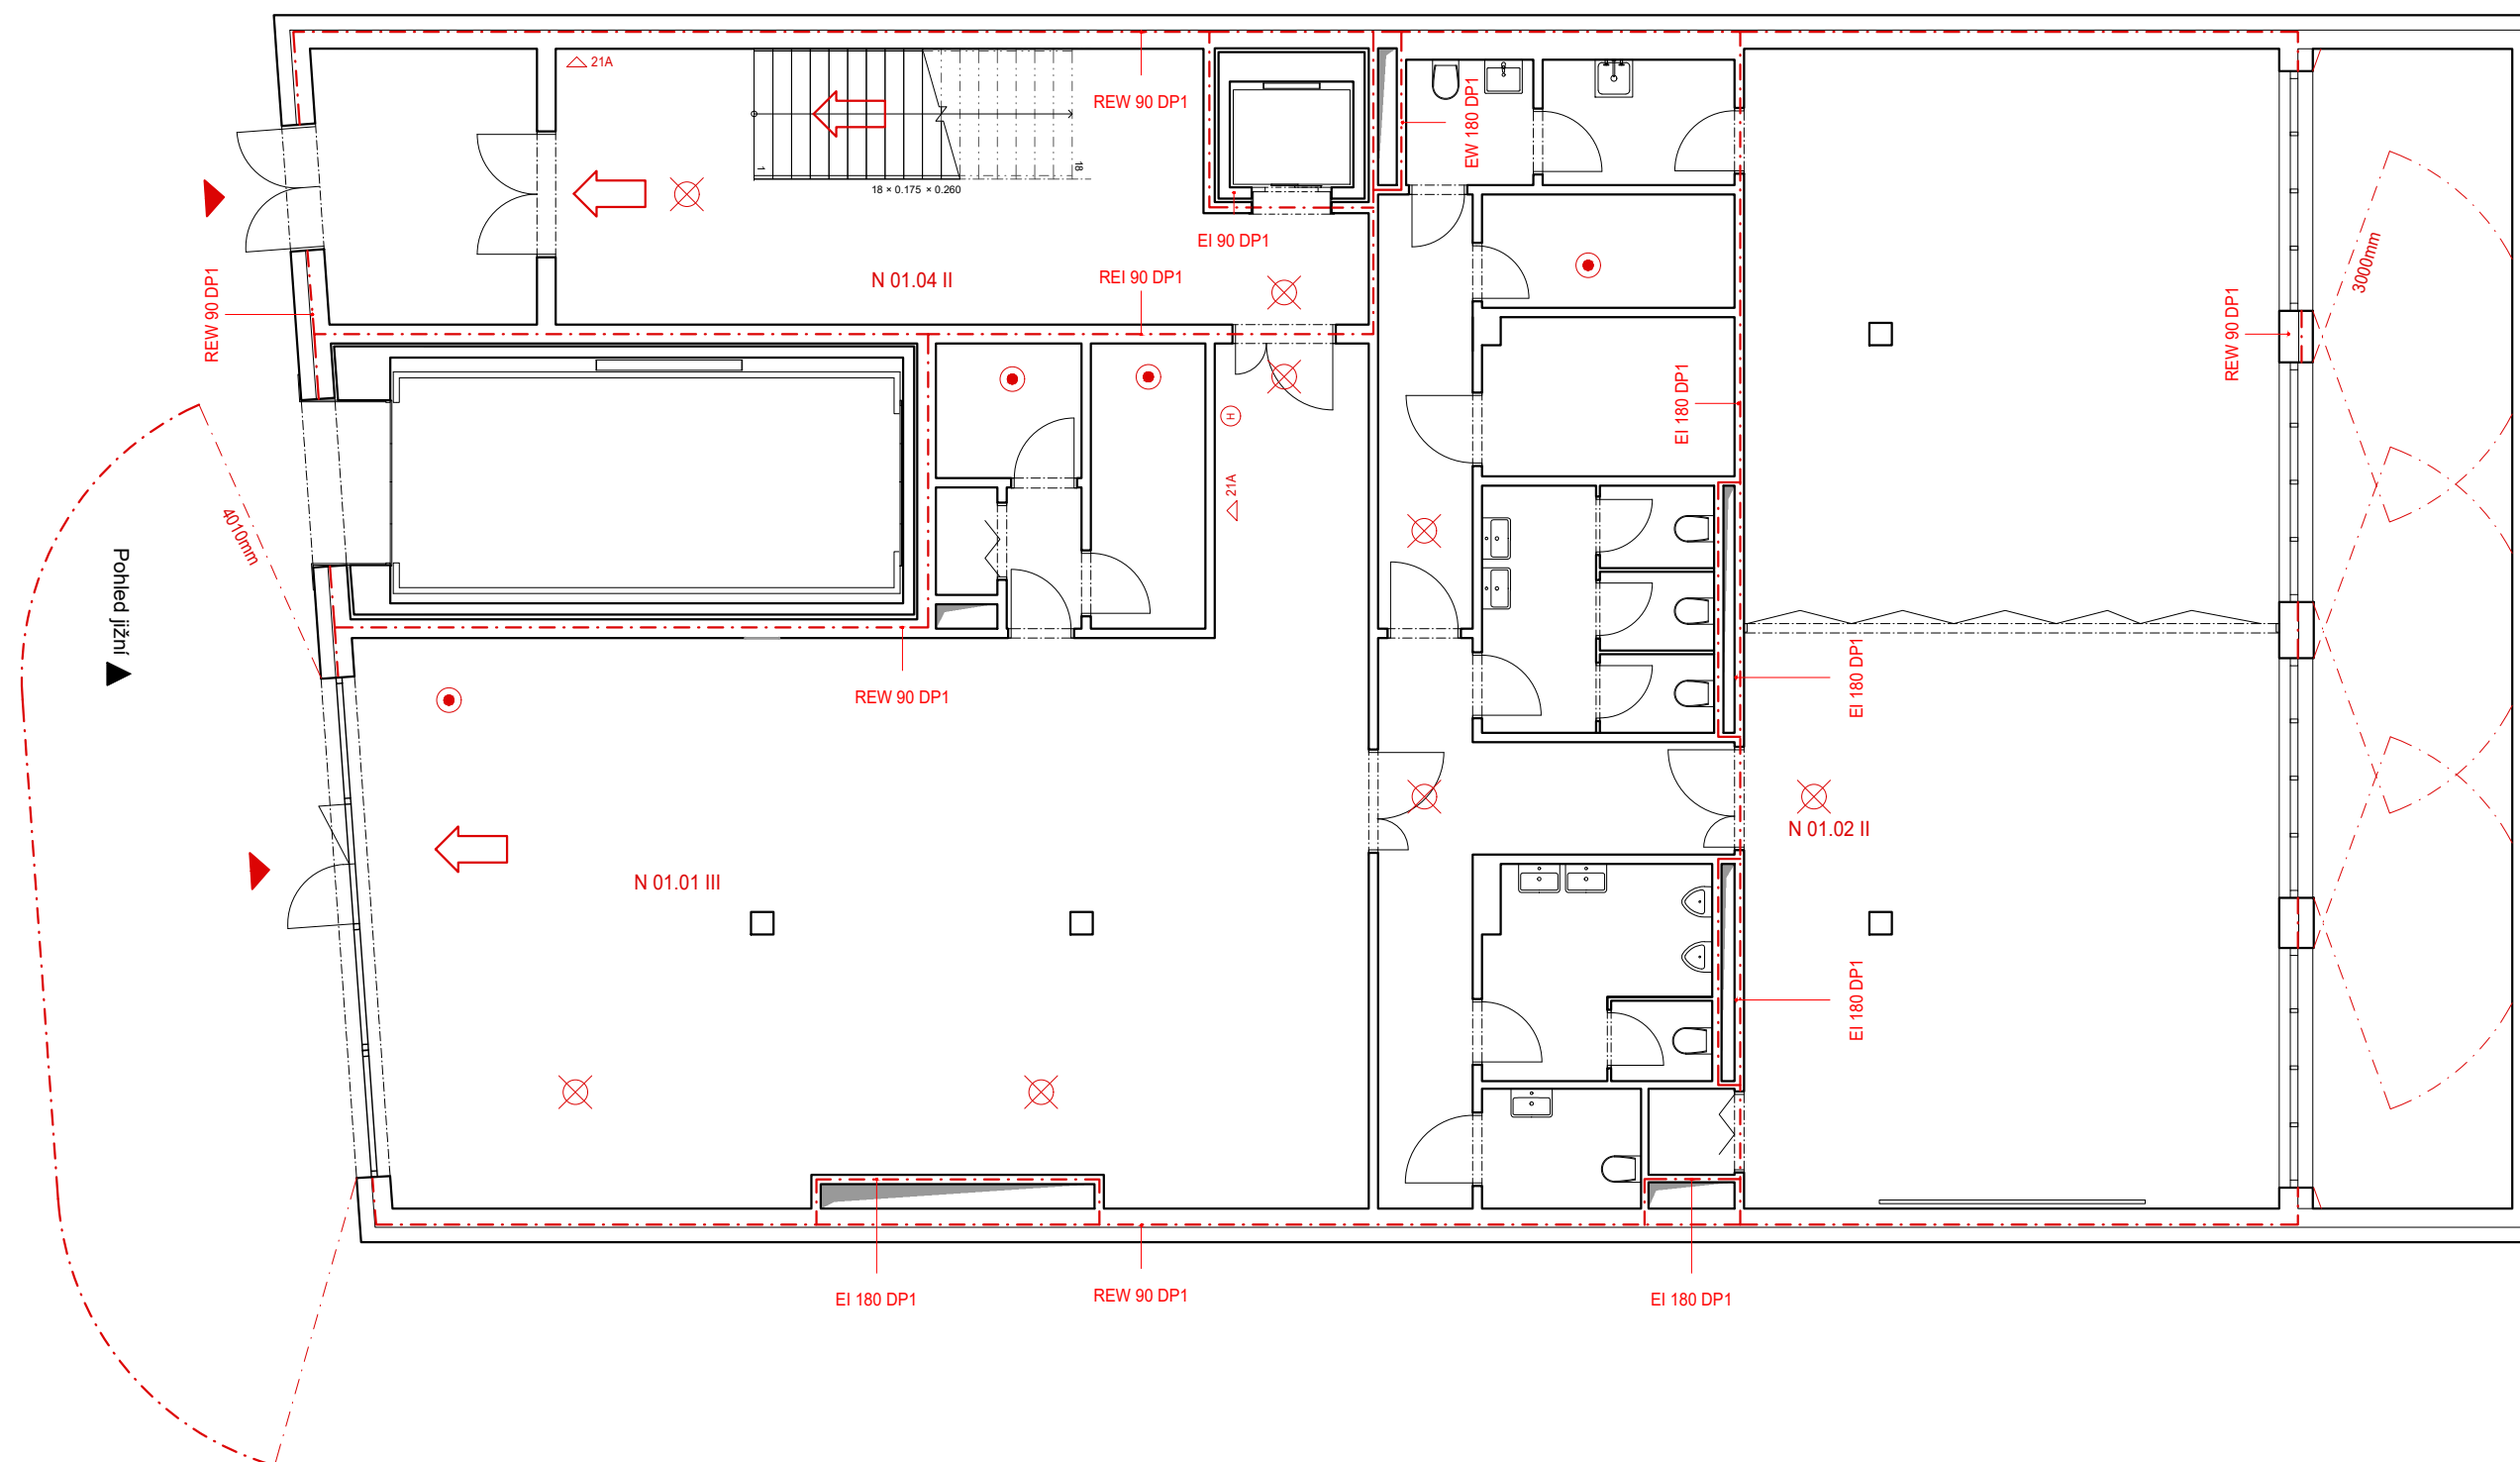 21A
REW 90 DP1
EW 180 DP1
1
18
18 × 0.175 × 0.260
EI 90 DP1
N 01.04 II
REI 90 DP1
REW 90 DP1
3000mm
REW 90 DP1
EI 180 DP1
H
21A
4010mm
Pohled jižní
REW 90 DP1
EI 180 DP1
N 01.02 II
N 01.01 III
EI 180 DP1
EI 180 DP1
REW 90 DP1
EI 180 DP1